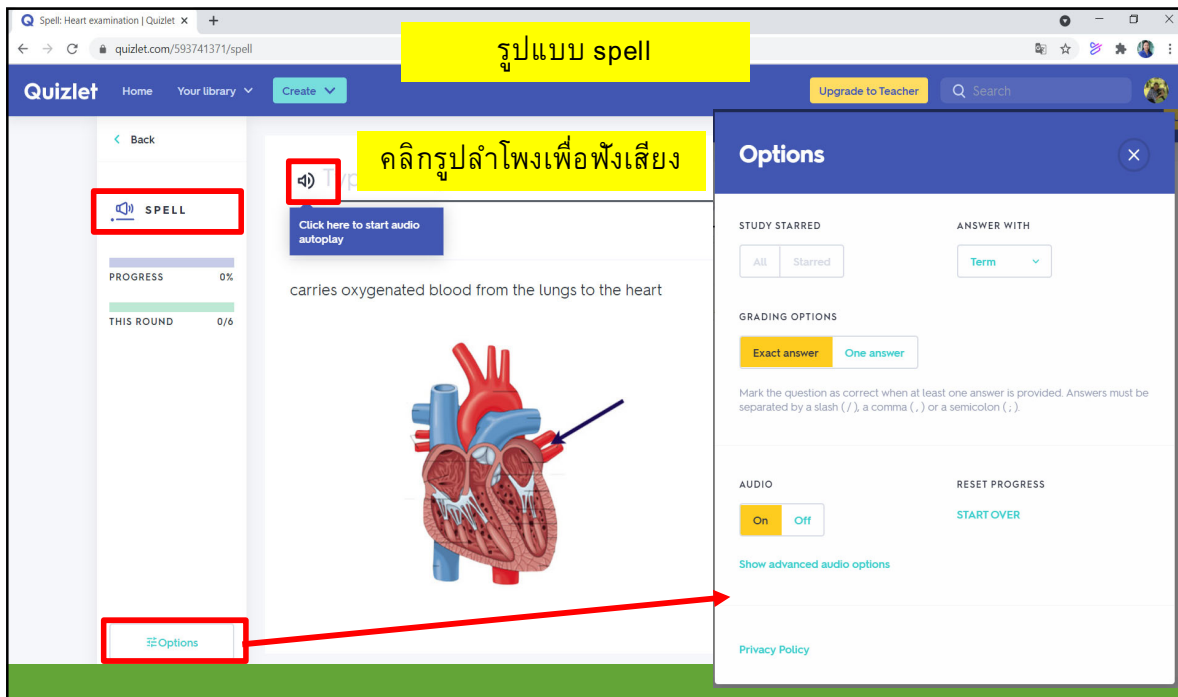 Spell: Heart examination | Quizlet
quizlet.com/593741371/spell
รูปแบบ spell
Quizlet
Home
Your library
Create
Upgrade to Teacher
Search
Back
SPELL
PROGRESS 0%
THIS ROUND 0/6
Options
คลิกรูปลำโพงเพื่อฟังเสียง
Click here to start audio
autoplay
carries oxygenated blood from the lungs to the heart
Options
STUDY STARRED
All Starred
ANSWER WITH
Term
GRADING OPTIONS
Exact answer One answer
Mark the question as correct when at least one answer is provided. Answers must be
separated by a slash ( / ), a comma ( , ) or a semicolon ( ; ).
AUDIO
On Off
RESET PROGRESS
START OVER
Show advanced audio options
Privacy Policy